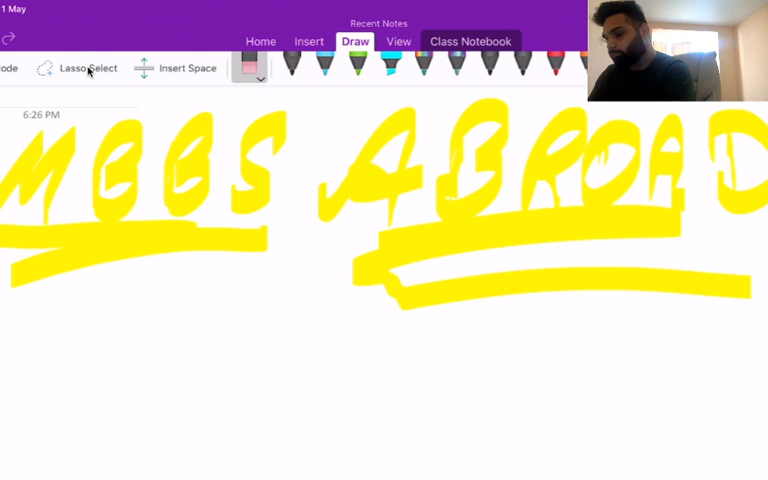 1 May
Recent Notes
Home Insert Draw View Class Notebook
Lasso Select Insert Space
6:26 PM
MBBS ABROAD